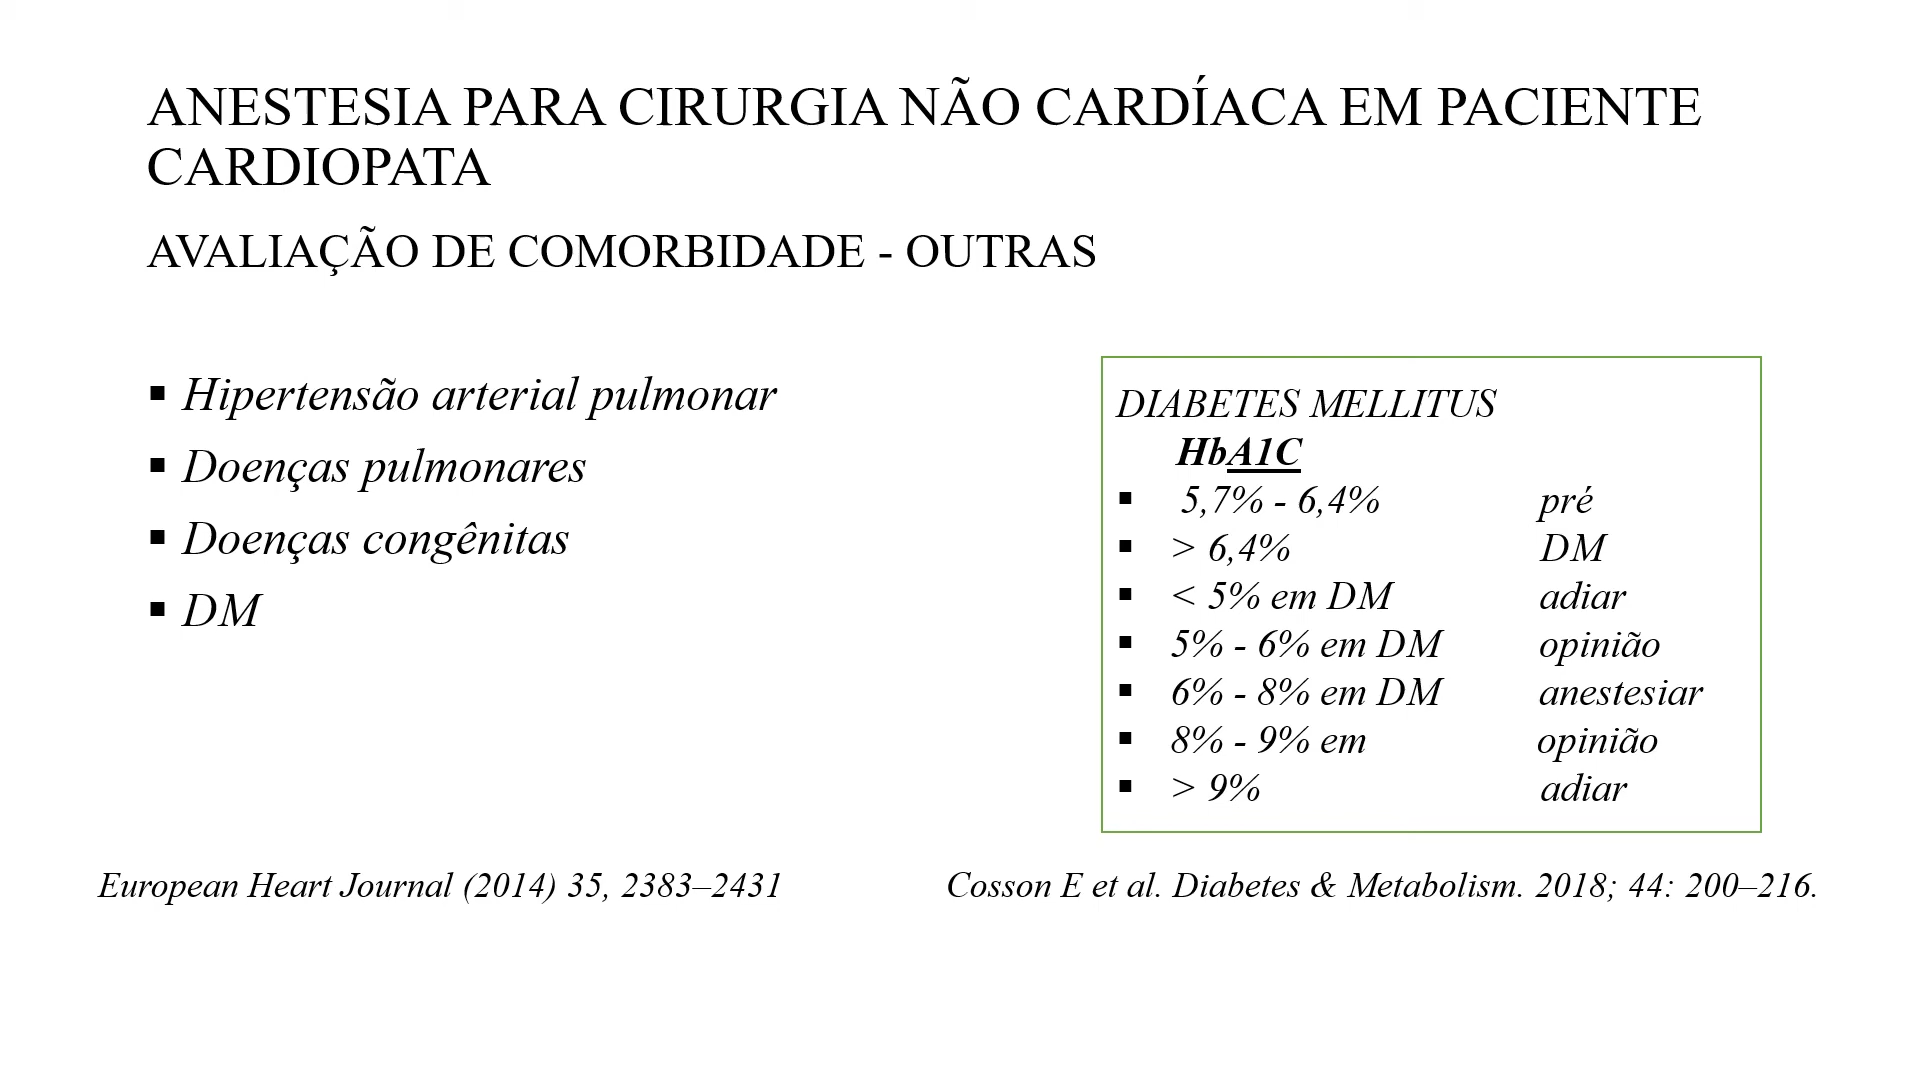 ANESTESIA PARA CIRURGIA NÃO CARDÍACA EM PACIENTE
CARDIOPATA
AVALIAÇÃO DE COMORBIDADE - OUTRAS
▪ Hipertensão arterial pulmonar
▪ Doenças pulmonares
▪ Doenças congênitas
▪ DM
DIABETES MELLITUS
HbA1C
▪ 5,7% - 6,4% pré
▪ > 6,4% DM
▪ < 5% em DM adiar
▪ 5% - 6% em DM opinião
▪ 6% - 8% em DM anestesiar
▪ 8% - 9% em opinião
▪ > 9% adiar
European Heart Journal (2014) 35, 2383–2431
Cosson E et al. Diabetes & Metabolism. 2018; 44: 200–216.